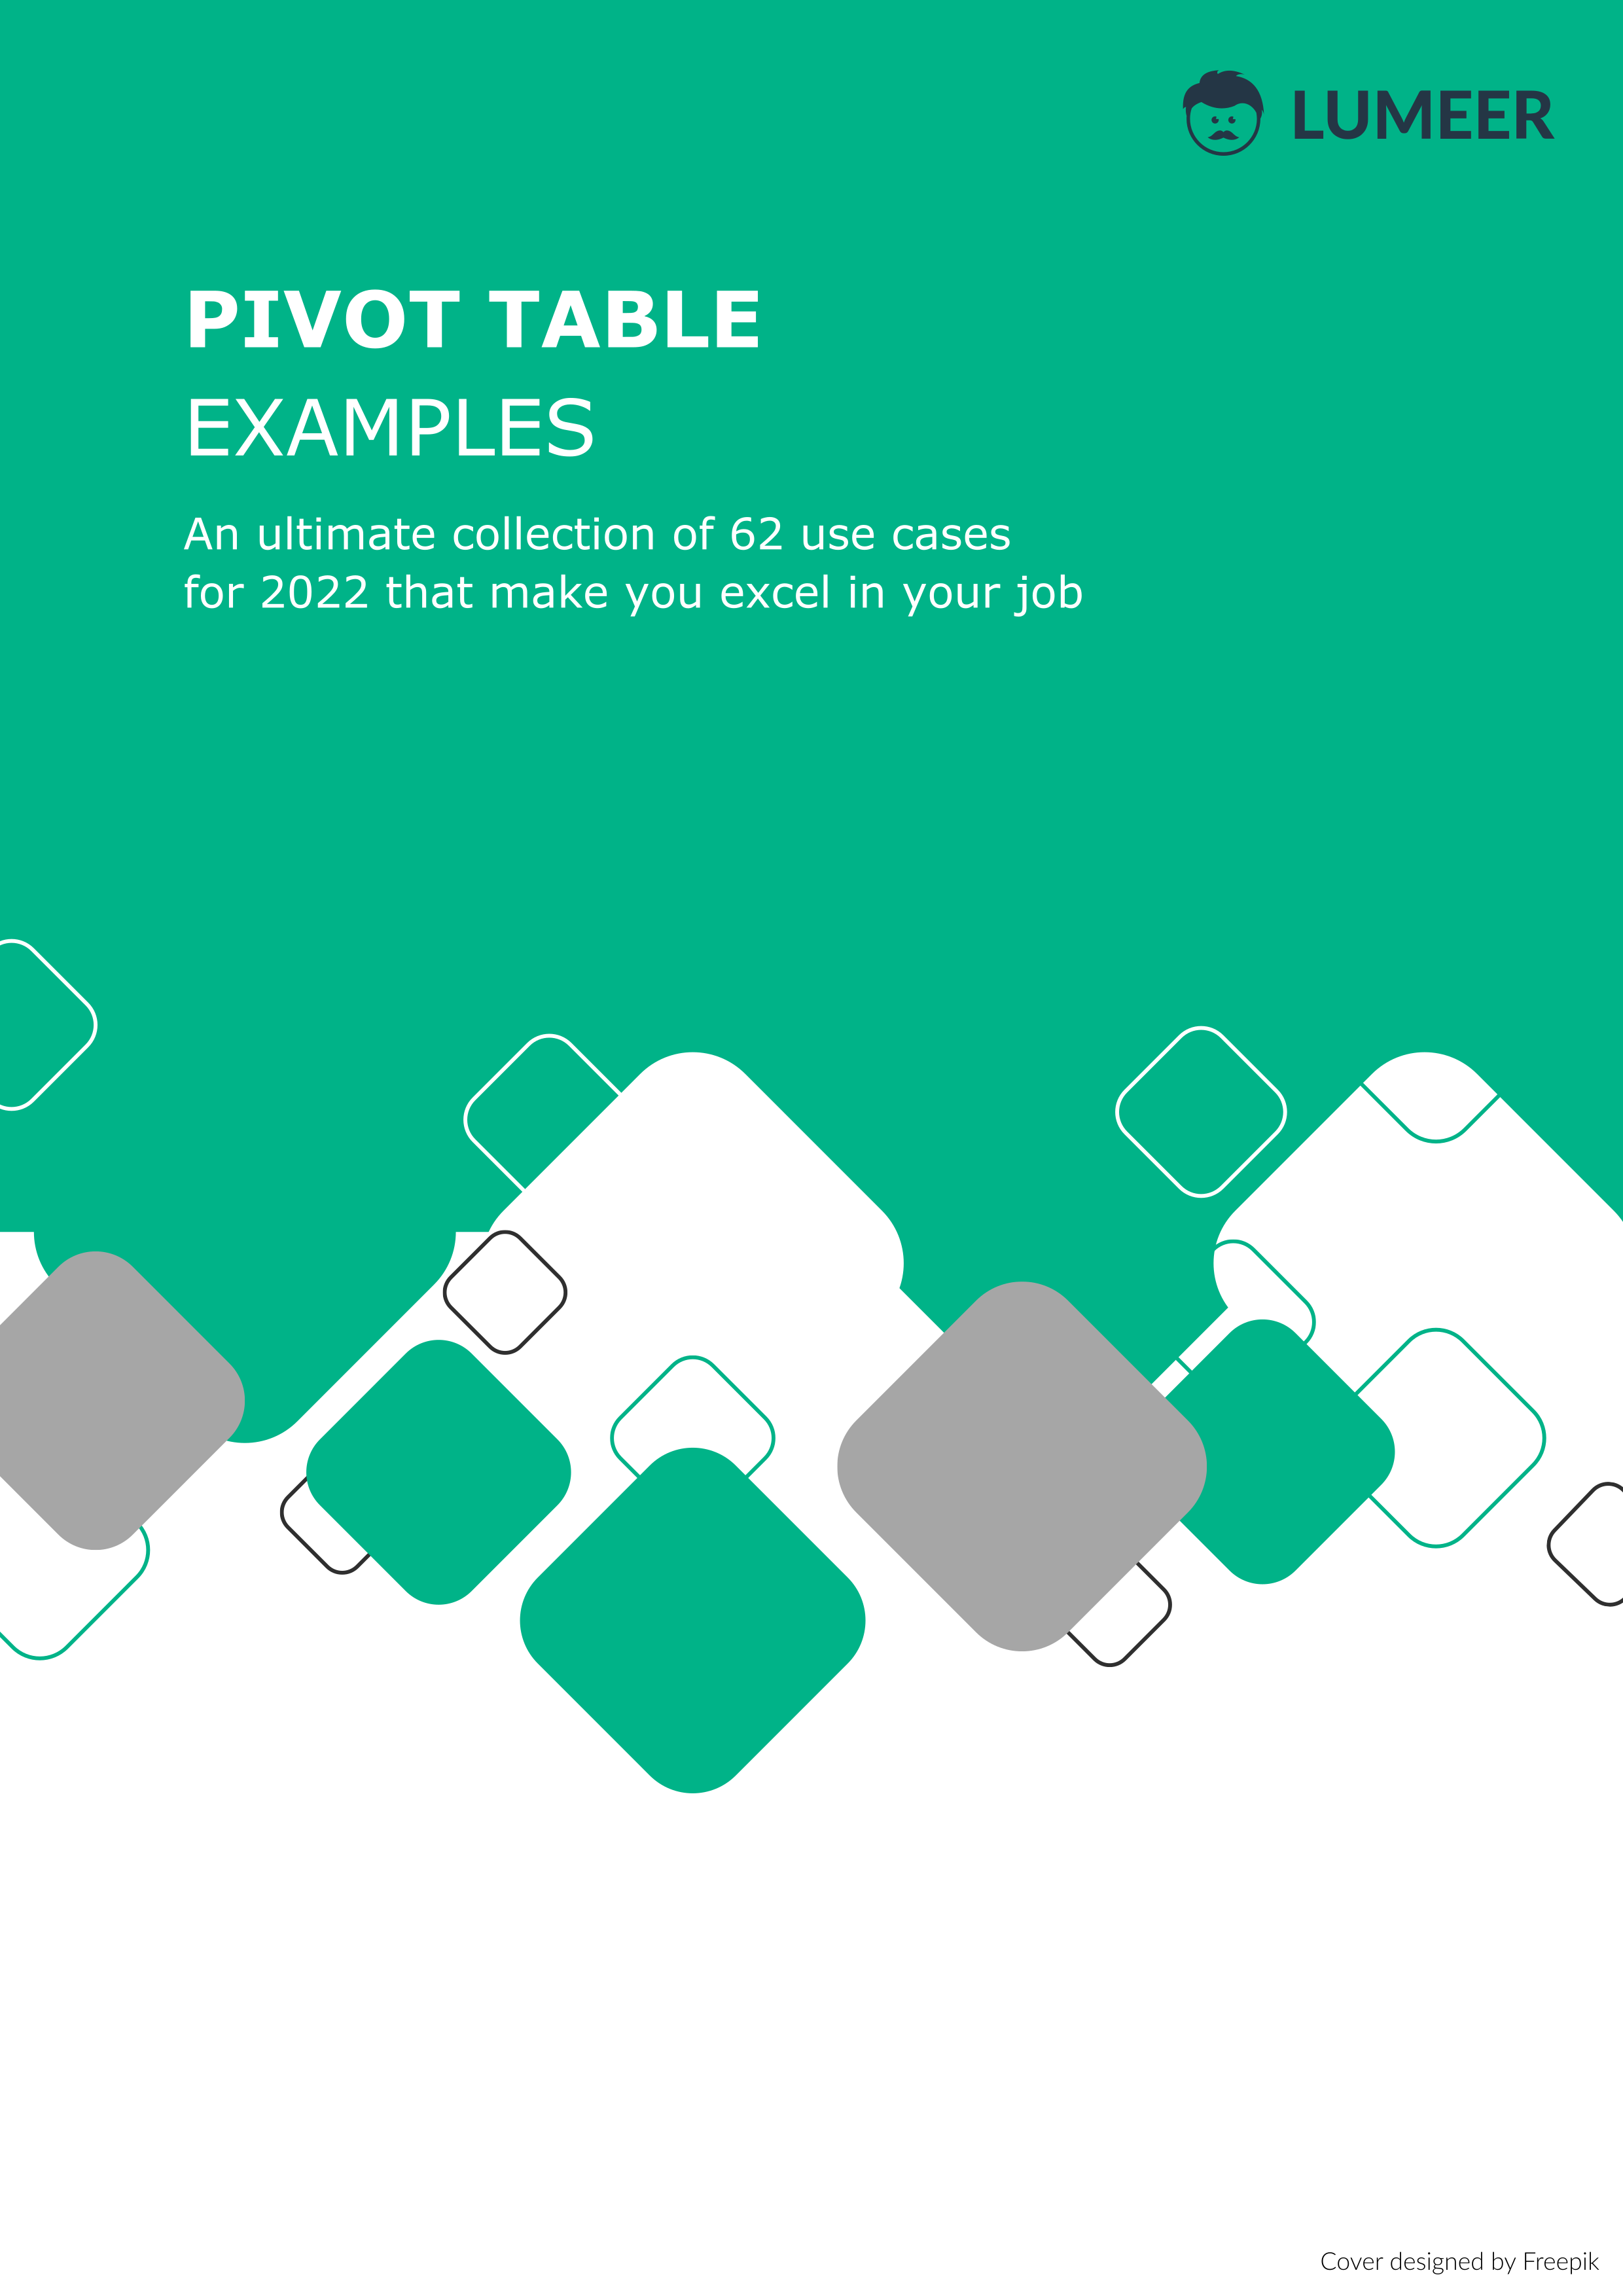 LUMEER
PIVOT TABLE
EXAMPLES
An ultimate collection of 62 use cases
for 2022 that make you excel in your job
Cover designed by Freepik